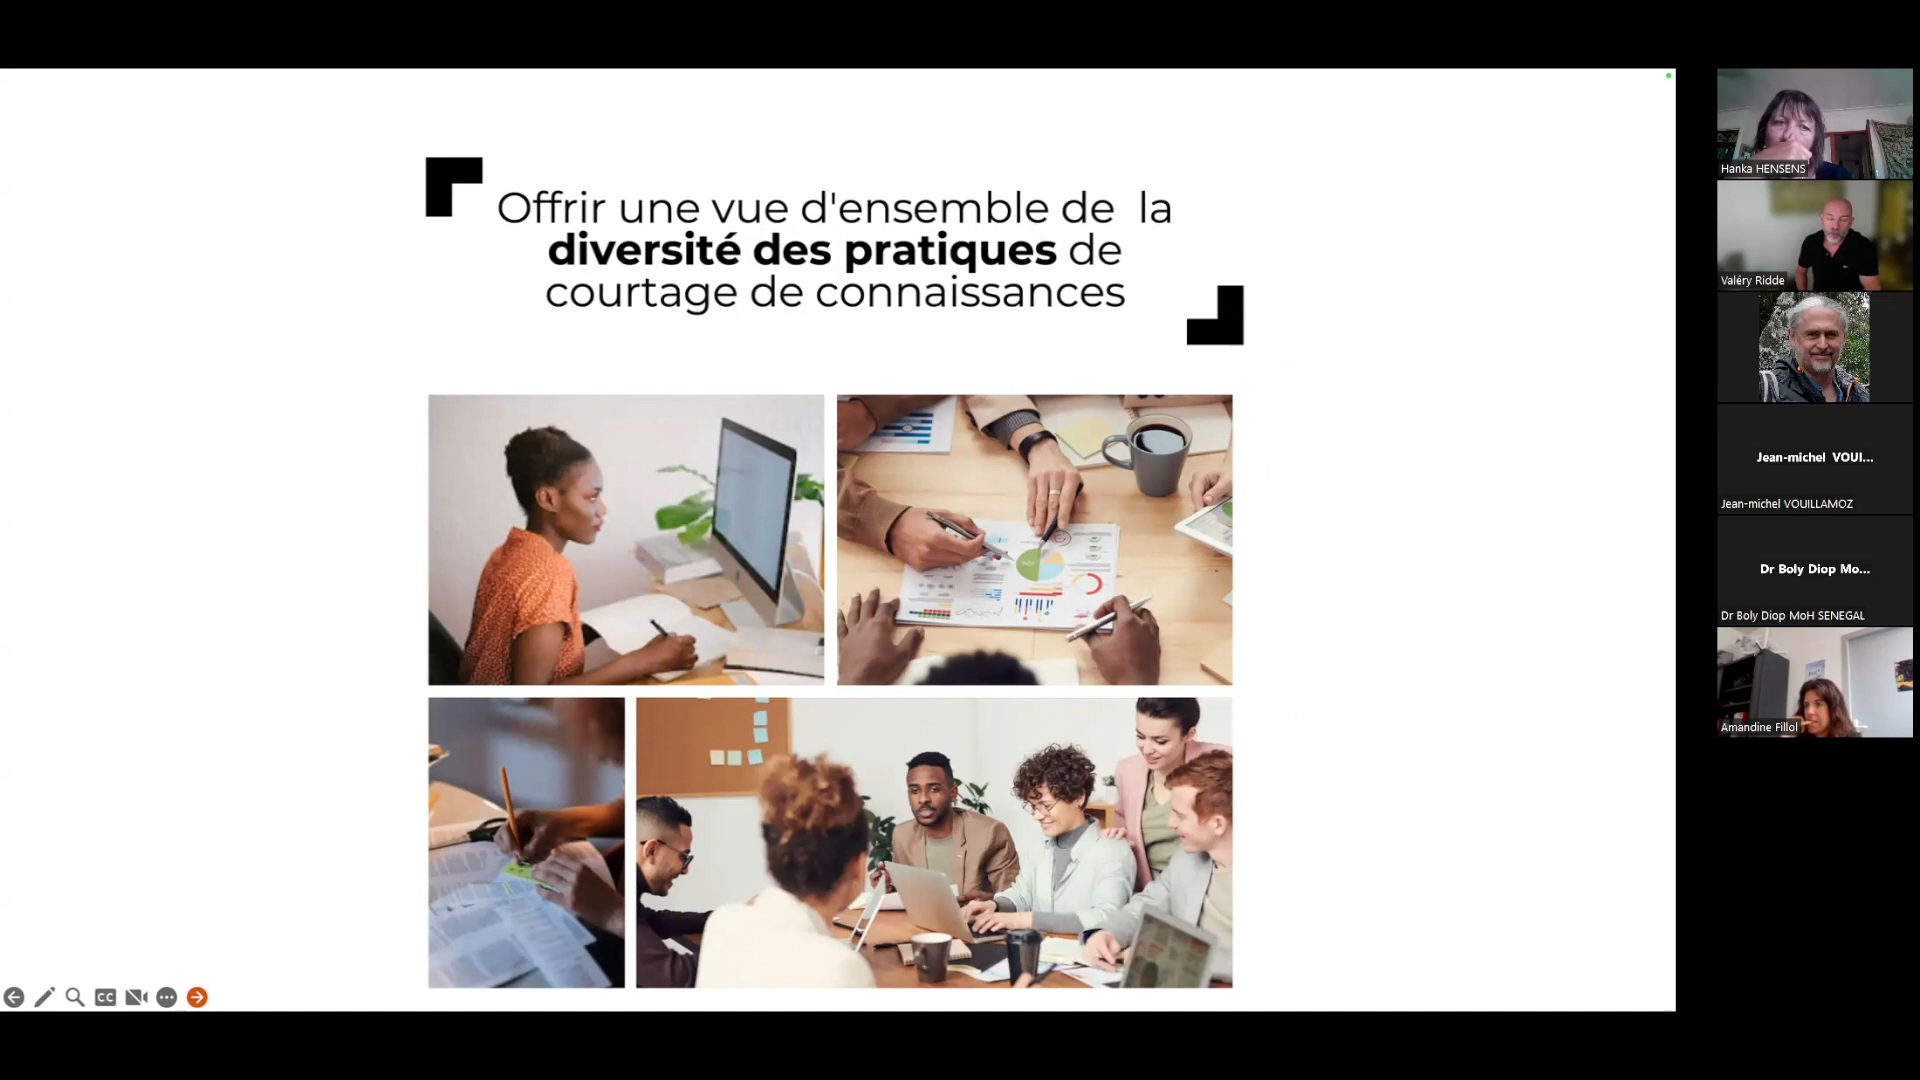 Offrir une vue d'ensemble de la
diversité des pratiques de
courtage de connaissances
Hanka HENSENS
Valéry Ridde
Jean-michel VOUI...
Jean-michel VOUILLAMOZ
Dr Boly Diop Mo...
Dr Boly Diop MoH SENEGAL
Amandine Fillol
CC